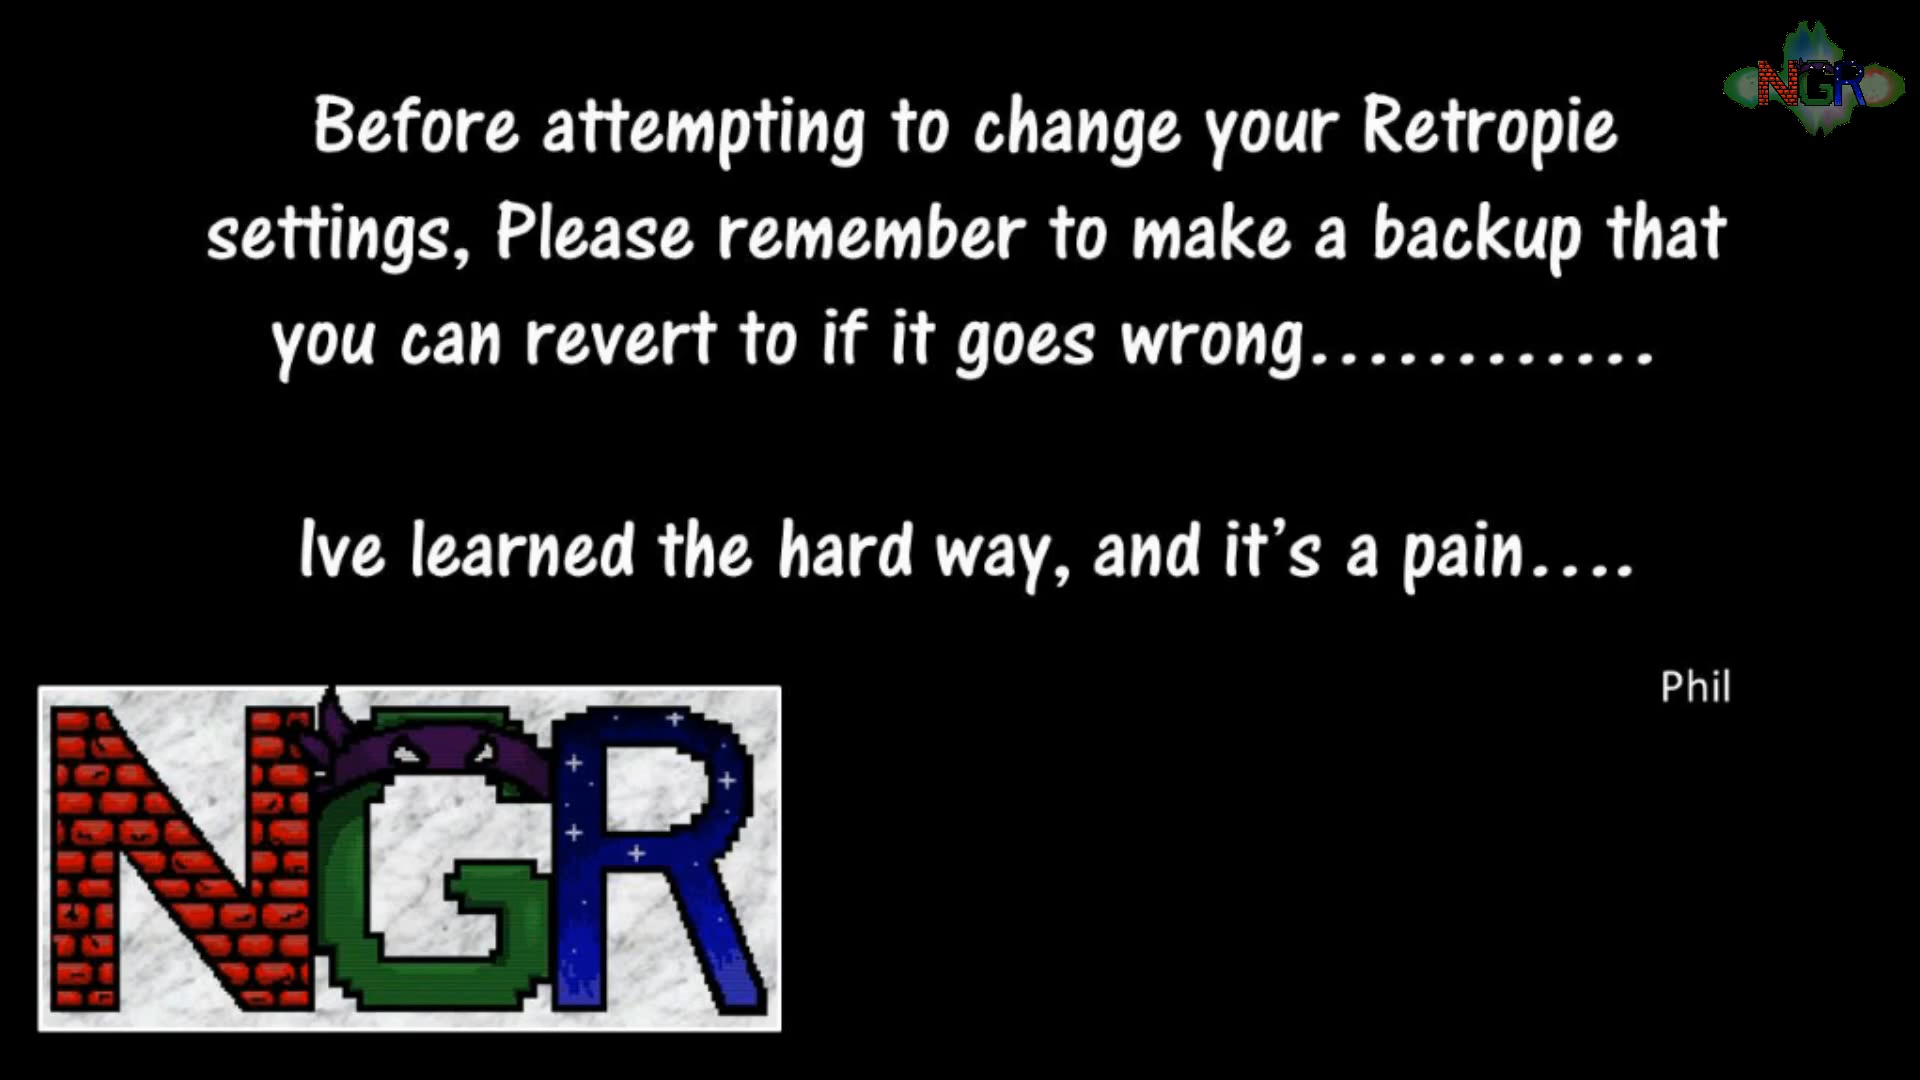 NGR
Before attempting to change your Retropie
settings, Please remember to make a backup that
you can revert to if it goes wrong............
Ive learned the hard way, and it’s a pain....
Phil
NGR